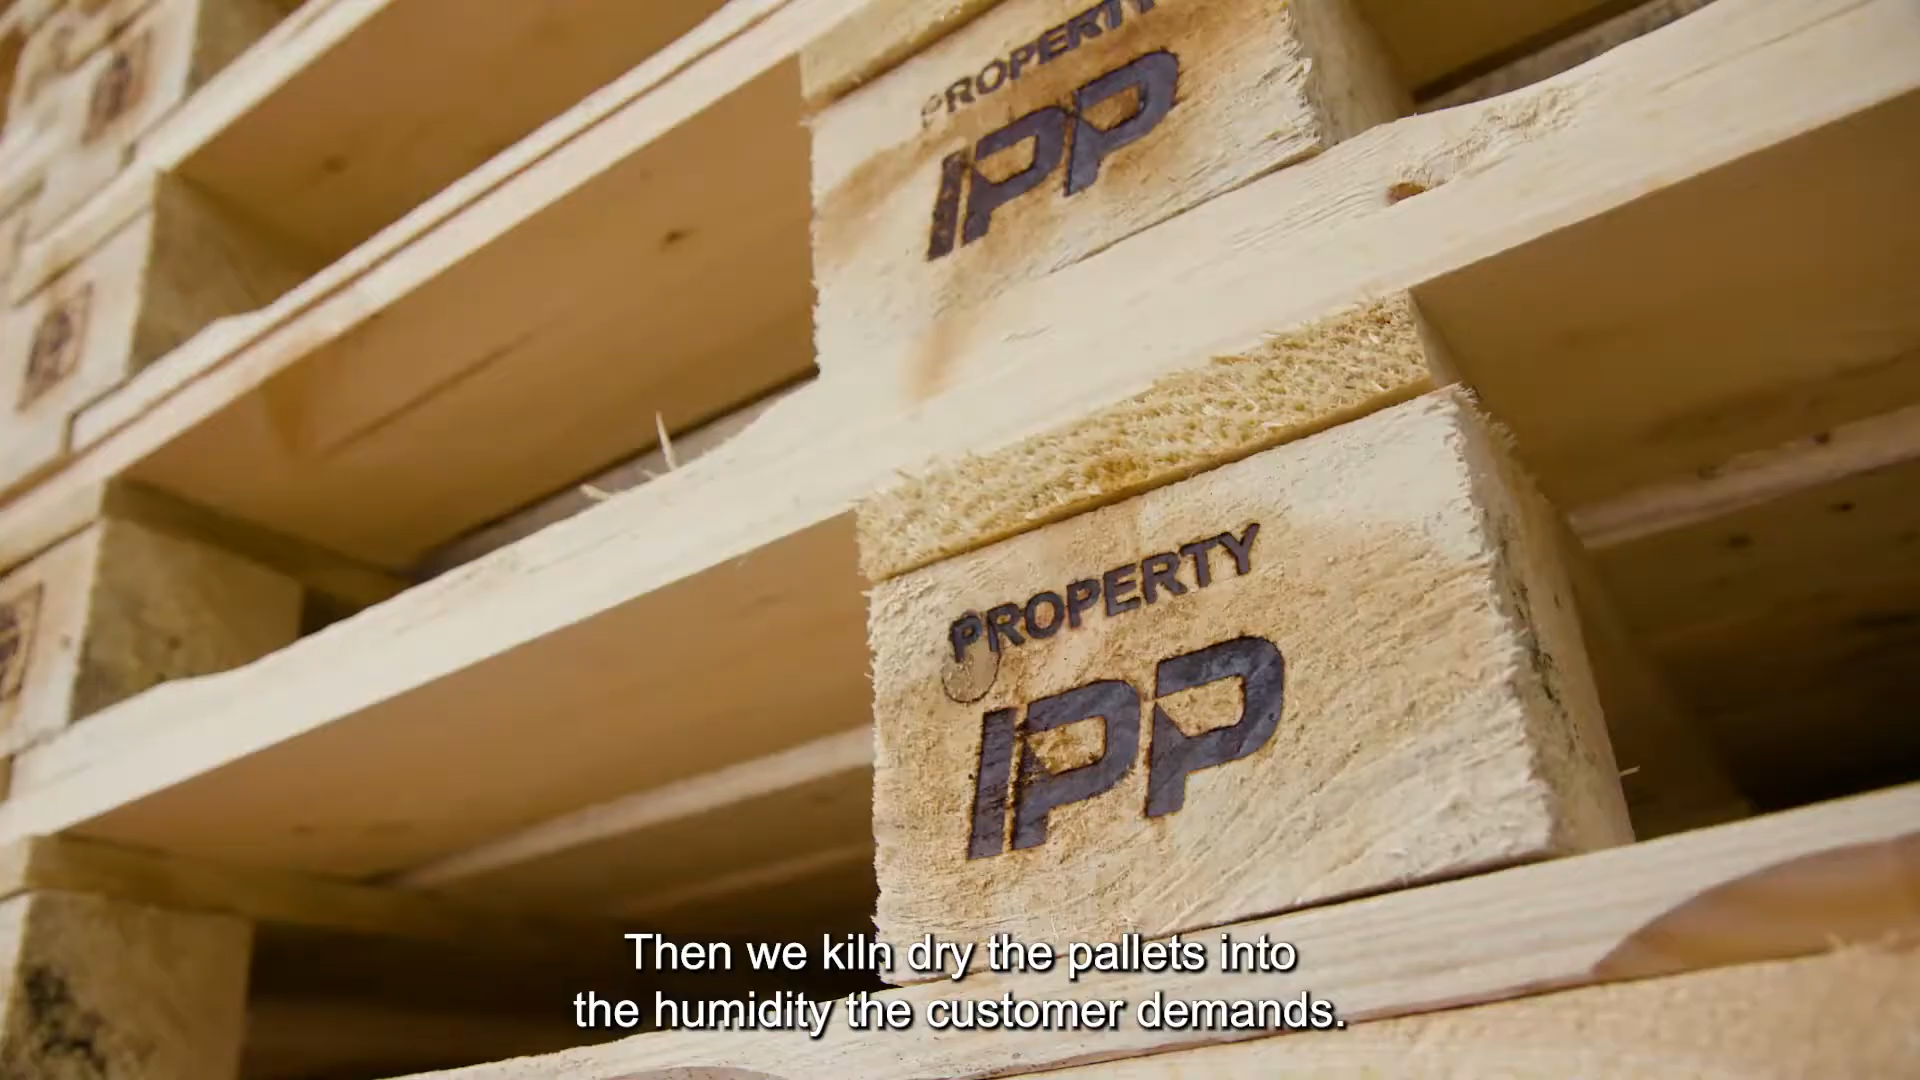 PROPERTY
IPP
PROPERTY
IPP
Then we kiln dry the pallets into
the humidity the customer demands.